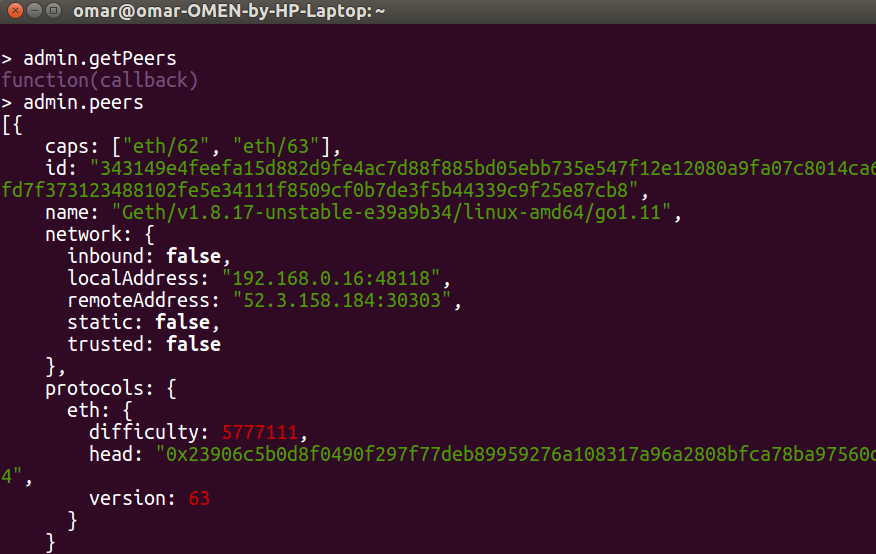 omar@omar-OMEN-by-HP-Laptop: ~
> admin.getPeers
function(callback)
> admin.peers
[{
    caps: ["eth/62", "eth/63"],
    id: "343149e4feefa15d882d9fe4ac7d88f885bd05ebb735e547f12e12080a9fa07c8014ca6
fd7f373123488102fe5e34111f8509cf0b7de3f5b44339c9f25e87cb8",
    name: "Geth/v1.8.17-unstable-e39a9b34/linux-amd64/go1.11",
    network: {
      inbound: false,
      localAddress: "192.168.0.16:48118",
      remoteAddress: "52.3.158.184:30303",
      static: false,
      trusted: false
    },
    protocols: {
      eth: {
        difficulty: 5777111,
        head: "0x23906c5b0d8f0490f297f77deb89959276a108317a96a2808bfca78ba97560d
4",
        version: 63
      }
    }